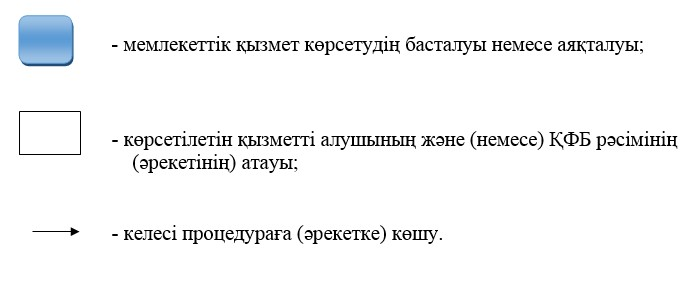 - мемлекеттік қызмет көрсетудің басталуы немесе аяқталуы;
- көрсетілетін қызметті алушының және (немесе) ҚФБ рәсімінің
(әрекетінің) атауы;
- келесі процедураға (әрекетке) көшу.